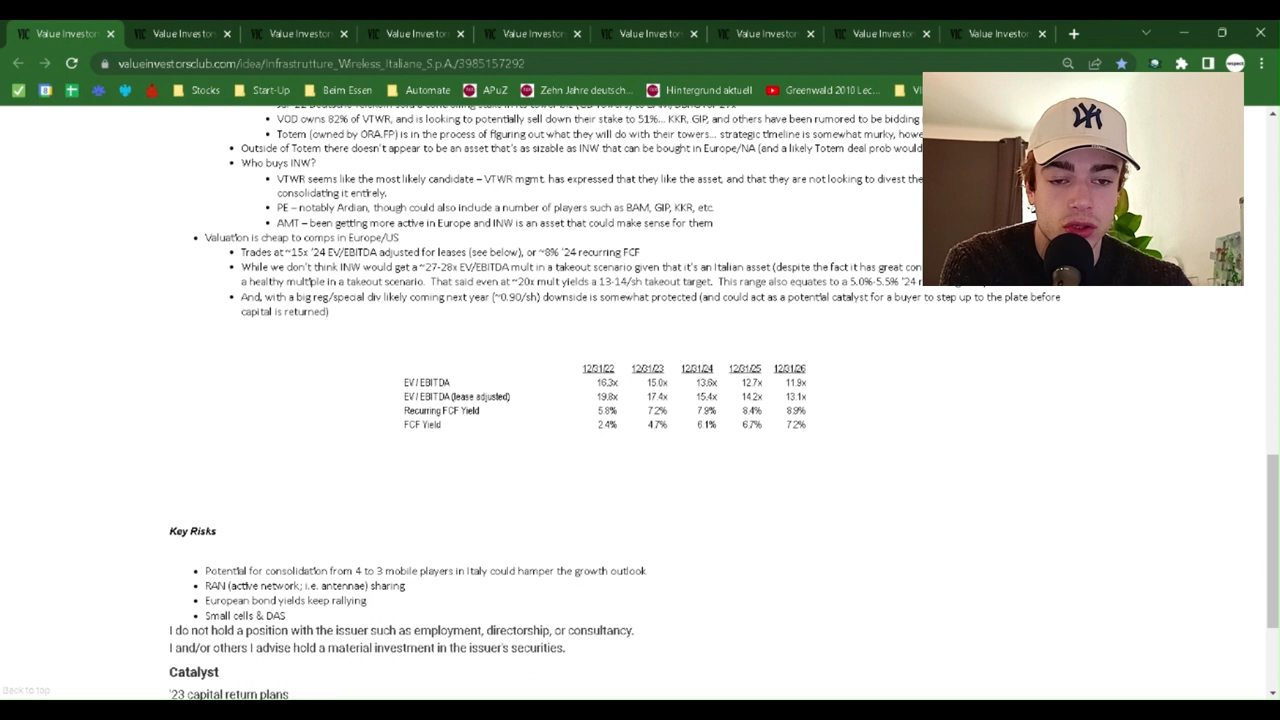 Value Investor
Value Investor
Value Investor
Value Investor
Value Investor
Value Investor
Value Investor
Value Investor
Value Investor
valueinvestorsclub.com/idea/Infrastrutture_Wireless_Italiane_S.p.A./3985157292
Stocks Start-Up Beim Essen Automate APuZ Zehn Jahre deutsch... Hintergrund aktuell Greenwald 2010 Lec...
VOD owns 82% of VTWR, and is looking to potentially sell down their stake to 51%... KKR, GIP, and others have been rumored to be bidding
Totem (owned by ORA.FP) is in the process of figuring out what they will do with their towers... strategic timeline is somewhat murky, howe
Outside of Totem there doesn't appear to be an asset that's as sizable as INW that can be bought in Europe/NA (and a likely Totem deal prob would
Who buys INW?
VTWR seems like the most likely candidate – VTWR mgmt. has expressed that they like the asset, and that they are not looking to divest the
consolidating it entirely.
PE – notably Ardian, though could also include a number of players such as BAM, GIP, KKR, etc.
AMT – been getting more active in Europe and INW is an asset that could make sense for them
Valuation is cheap to comps in Europe/US
Trades at ~15x '24 EV/EBITDA adjusted for leases (see below), or ~8% '24 recurring FCF
While we don't think INW would get a ~27-28x EV/EBITDA mult in a takeout scenario given that it's an Italian asset (despite the fact it has great con
a healthy multiple in a takeout scenario. That said even at ~20x mult yields a 13-14/sh takeout target. This range also equates to a 5.0%-5.5% '24 r
And, with a big reg/special div likely coming next year (~0.90/sh) downside is somewhat protected (and could act as a potential catalyst for a buyer to step up to the plate before
capital is returned)
12/31/22 12/31/23 12/31/24 12/31/25 12/31/26
EV / EBITDA 16.3x 15.0x 13.6x 12.7x 11.9x
EV / EBITDA (lease adjusted) 19.8x 17.4x 15.4x 14.2x 13.1x
Recurring FCF Yield 5.8% 7.2% 7.9% 8.4% 8.9%
FCF Yield 2.4% 4.7% 6.1% 6.7% 7.2%
Key Risks
Potential for consolidation from 4 to 3 mobile players in Italy could hamper the growth outlook
RAN (active network; i.e. antennae) sharing
European bond yields keep rallying
Small cells & DAS
I do not hold a position with the issuer such as employment, directorship, or consultancy.
I and/or others I advise hold a material investment in the issuer's securities.
Catalyst
'23 capital return plans
Back to top